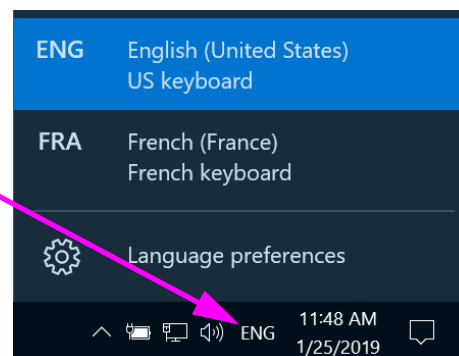 ENG English (United States)
US keyboard
FRA French (France)
French keyboard
Language preferences
ENG 11:48 AM
1/25/2019